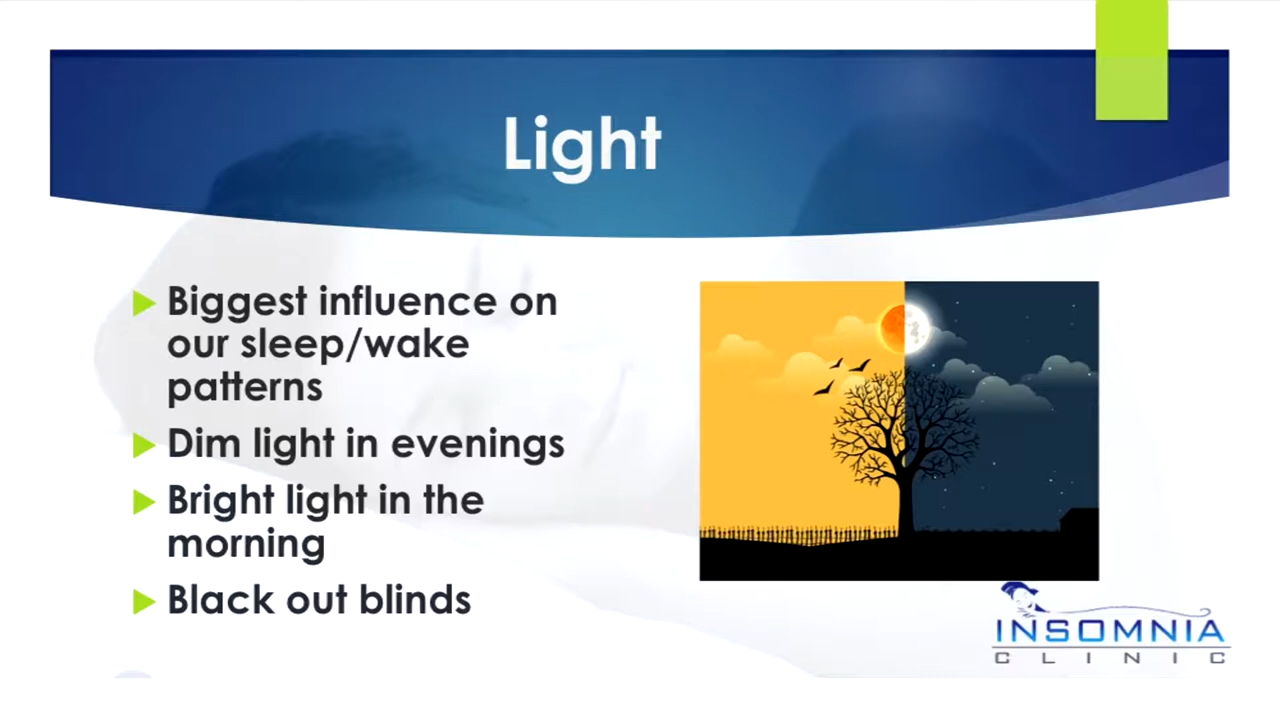 Light
Biggest influence on
our sleep/wake
patterns
Dim light in evenings
Bright light in the
morning
Black out blinds
INSOMNIA
CLINIC